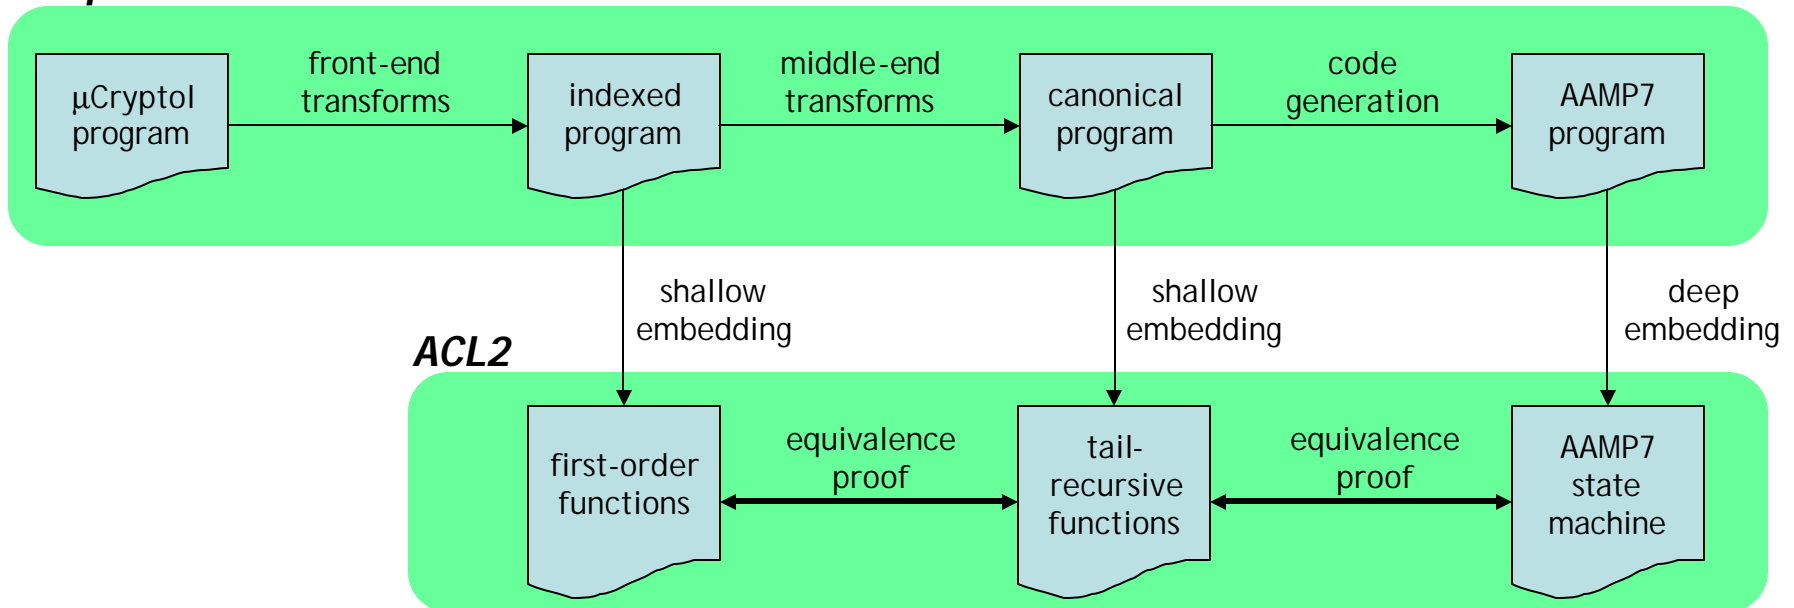 front-end
transforms
middle-end
transforms
code
generation
μCryptol
program
indexed
program
canonical
program
AAMP7
program
shallow
embedding
shallow
embedding
deep
embedding
ACL2
first-order
functions
equivalence
proof
tail-
recursive
functions
equivalence
proof
AAMP7
state
machine